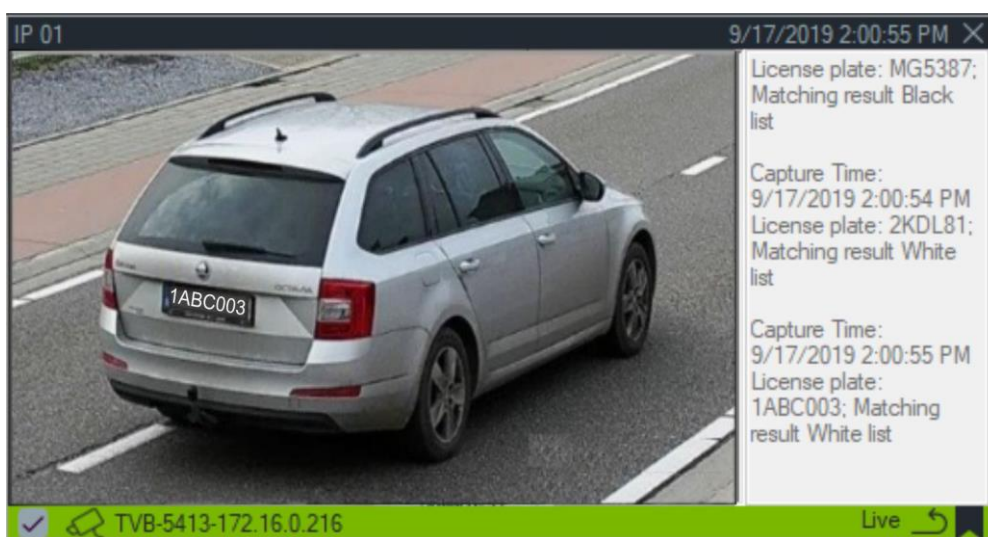 IP 01
9/17/2019 2:00:55 PM
License plate: MG5387;
Matching result Black
list
Capture Time:
9/17/2019 2:00:54 PM
License plate: 2KDL81;
Matching result White
list
Capture Time:
9/17/2019 2:00:55 PM
License plate:
1ABC003; Matching
result White list
OCTAVIA
1ABC003
TVB-5413-172.16.0.216
Live